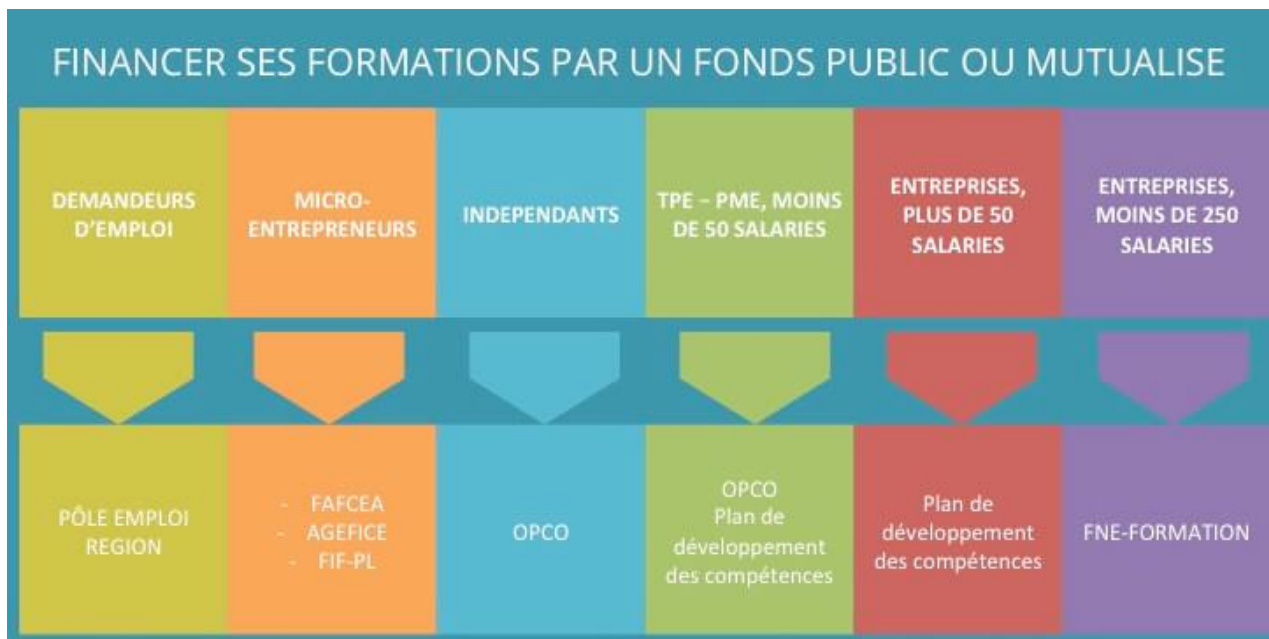 FINANCER SES FORMATIONS PAR UN FONDS PUBLIC OU MUTUALISE
DEMANDEURS
D'EMPLOI
MICRO-
ENTREPRENEURS
INDEPENDANTS
TPE – PME, MOINS
DE 50 SALARIES
ENTREPRISES,
PLUS DE 50
SALARIES
ENTREPRISES,
MOINS DE 250
SALARIES
PÔLE EMPLOI
REGION
- FAFCEA
- AGEFICE
- FIF-PL
OPCO
OPCO
Plan de
développement
des compétences
Plan de
développement
des compétences
FNE-FORMATION